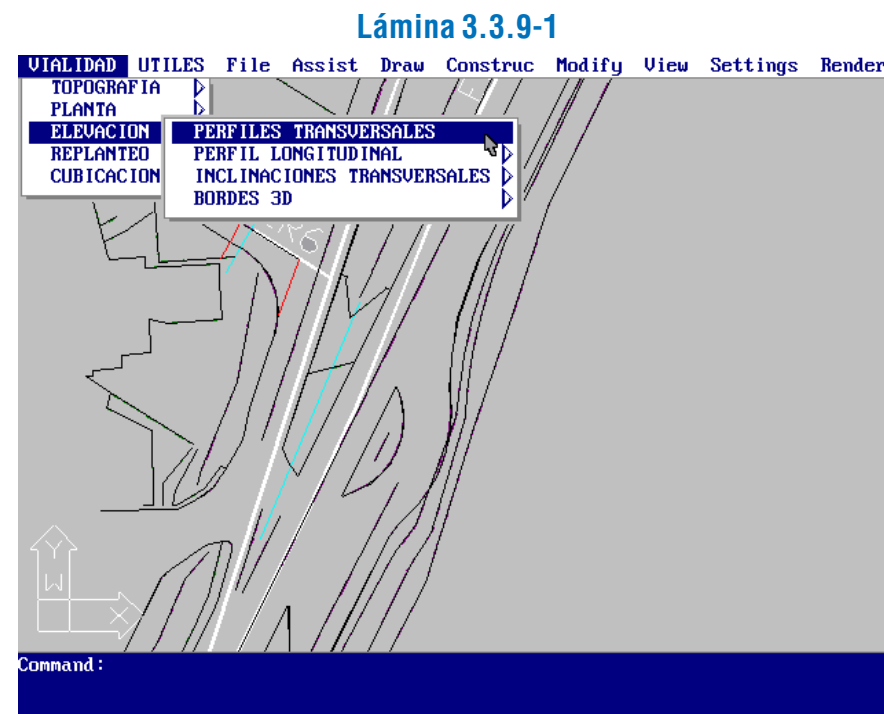 Lámina 3.3.9-1
VIALIDAD UTILES File Assist Draw Construc Modify View Settings Render
TOPOGRAFIA
PLANTA
ELEVACION
REPLANTEO
CUBICACION
PERFILES TRANSVERSALES
PERFIL LONGITUDINAL
INCLINACIONES TRANSVERSALES
BORDES 3D
Y
W
X
Command: